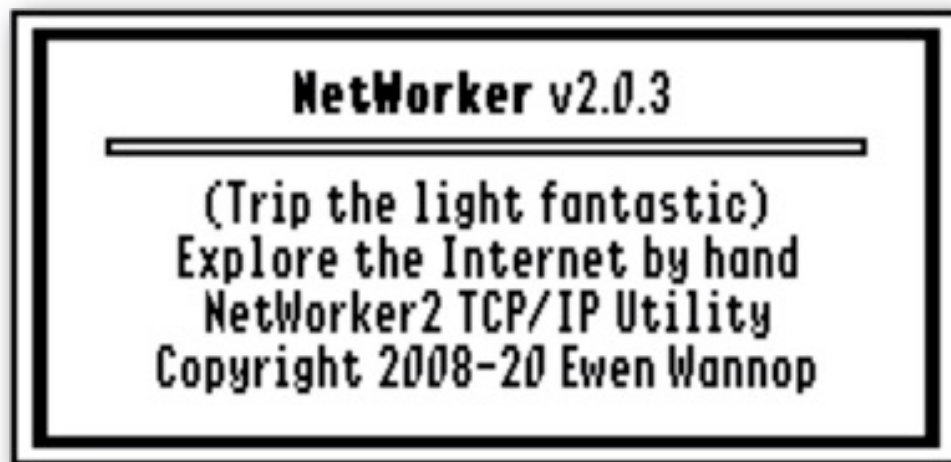 NetWorker v2.0.3
(Trip the light fantastic)
Explore the Internet by hand
NetWorker2 TCP/IP Utility
Copyright 2008-20 Ewen Wannop